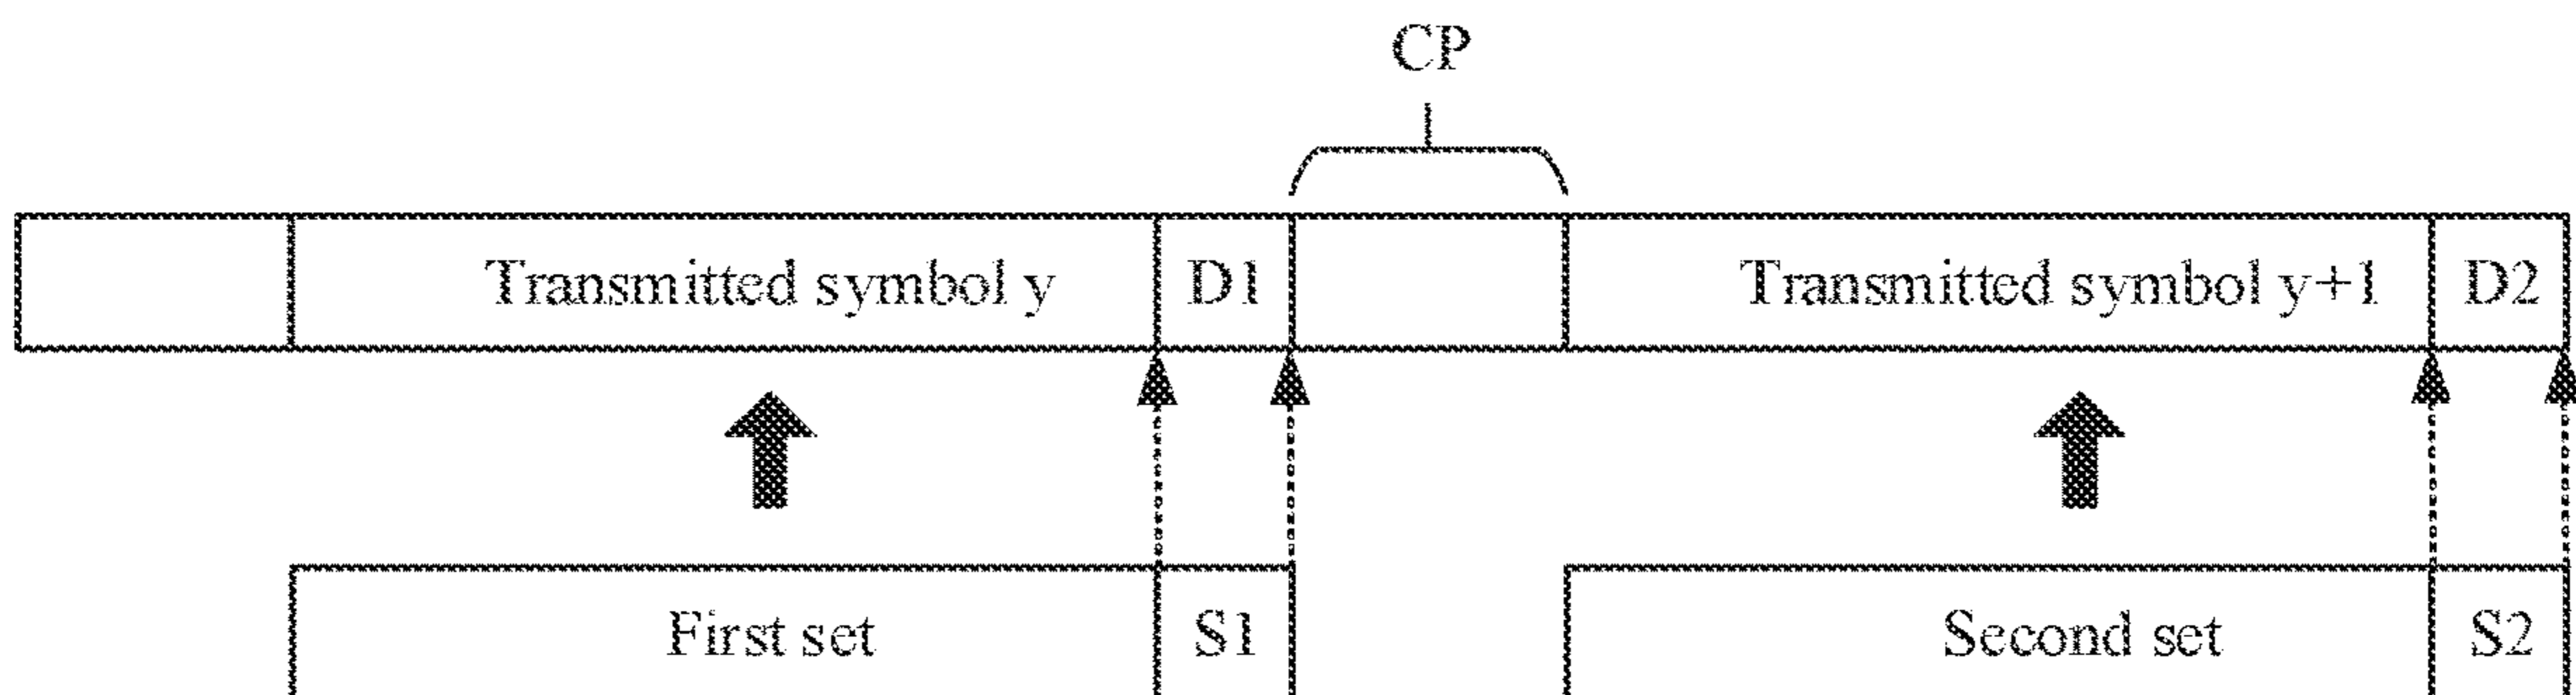 CP
Transmitted symbol y D1 Transmitted symbol y+1 D2
First set S1 Second set S2